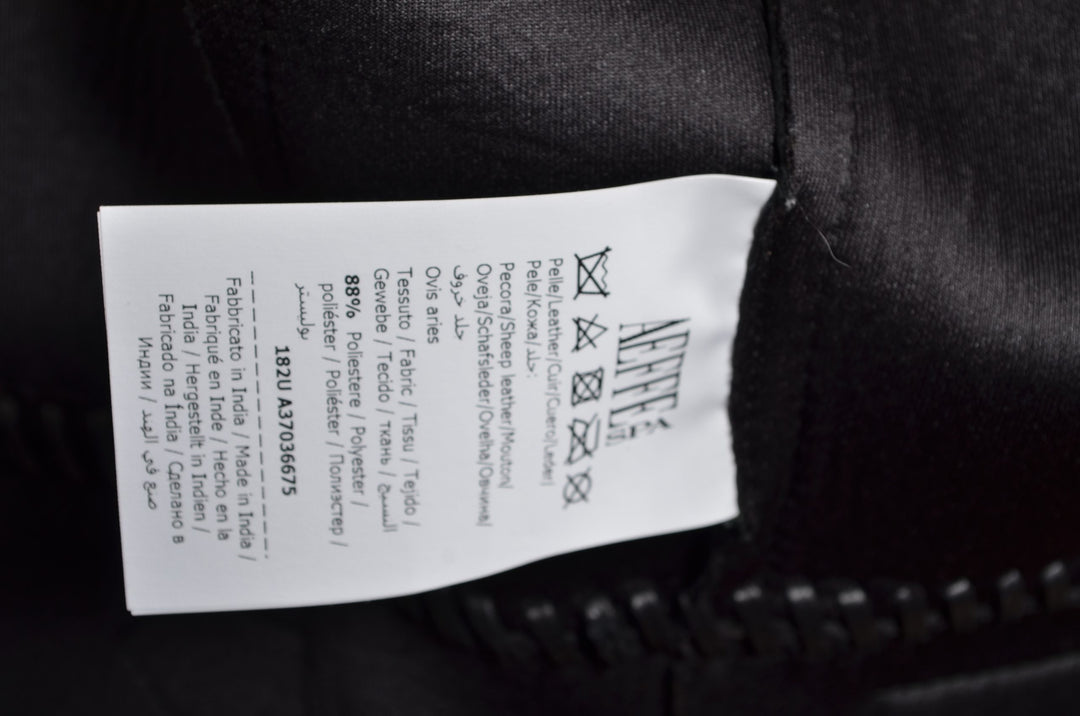 AEFFE
Pelle/Leather/Cuir/Cuero/Leder/
Pele/Кожа/جلد:
Pecora/Sheep leather/Mouton/
Oveja/Schafsleder/Ovelha/Овчина/
جلد خروف
Ovis aries
Tessuto / Fabric / Tissu / Tejido /
Gewebe / Tecido / ткань / النسيج
88% Poliestere / Polyester /
poliéster / Poliéster / Полиэстер /
بوليستر
182U A37036675
Fabbricato in India / Made in India /
Fabriqué en Inde / Hecho en la
India / Hergestellt in Indien /
Fabricado na Índia / Сделано в
Индии / صنع في الهند